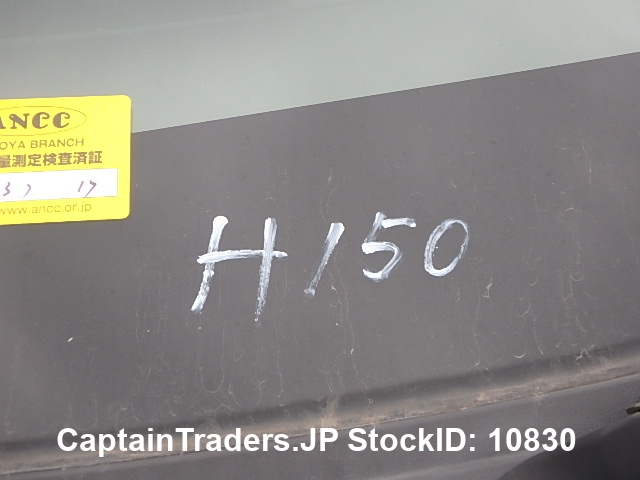 ANCC
OYA BRANCH
量測定検査済証
17
www.ancc.or.jp
H150
CaptainTraders.JP StockID: 10830